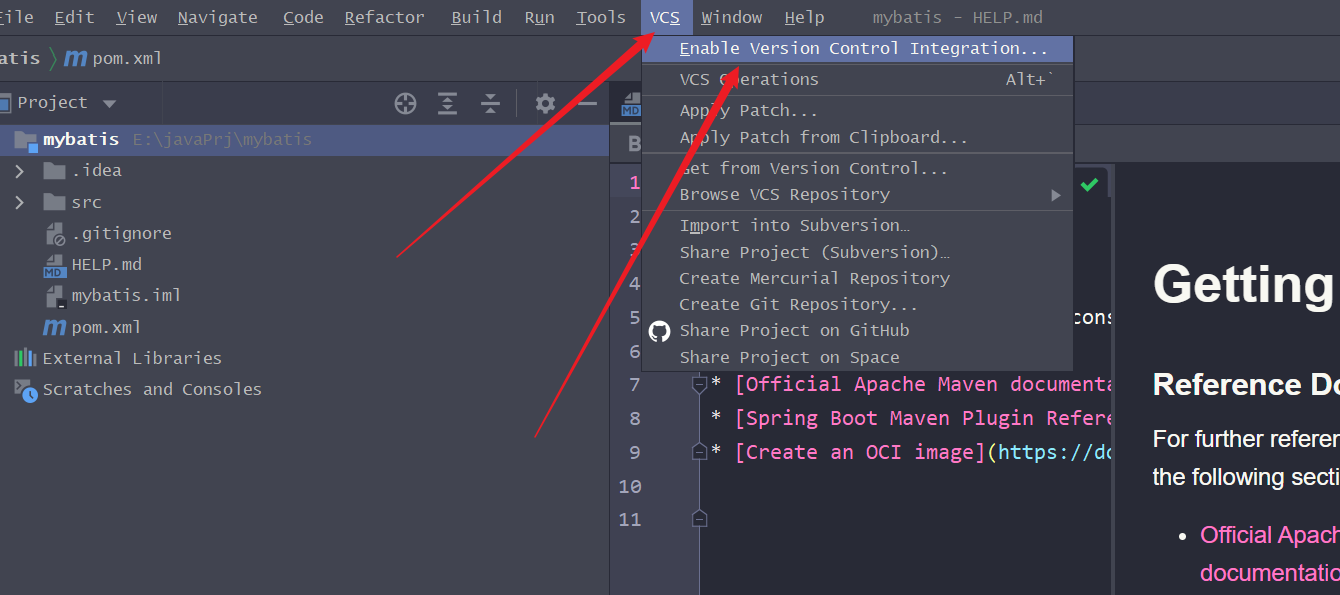 File Edit View Navigate Code Refactor Build Run Tools VCS Window Help mybatis - HELP.md
atis pom.xml
Project
mybatis E:\javaPrj\mybatis
.idea
src
.gitignore
HELP.md
mybatis.iml
pom.xml
External Libraries
Scratches and Consoles
Enable Version Control Integration...
VCS Operations Alt+`
Apply Patch...
Apply Patch from Clipboard...
Get from Version Control...
Browse VCS Repository
Import into Subversion…
Share Project (Subversion)…
Create Mercurial Repository
Create Git Repository...
Share Project on GitHub
Share Project on Space
MD
B
1
2
3
4
5 cons
6
7 * [Official Apache Maven documenta
8 * [Spring Boot Maven Plugin Refere
9 * [Create an OCI image](https://do
10
11
Getting
Reference Do
For further referen
the following secti
• Official Apach
documentatio